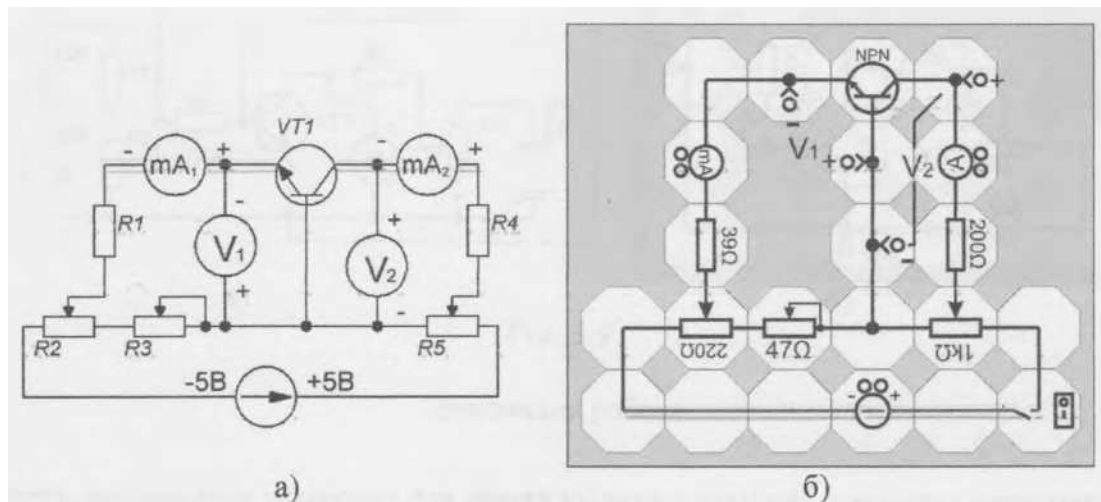 VT1
- mA₁ +
- mA₂ +
R1
- V₁ +
+ V₂ -
R4
R2
R3
R5
-5В
+5В
а)
NPN
+
-
mA
V₁
+
V₂
A
-
39Ω
200Ω
220Ω
47Ω
1kΩ
- +
б)